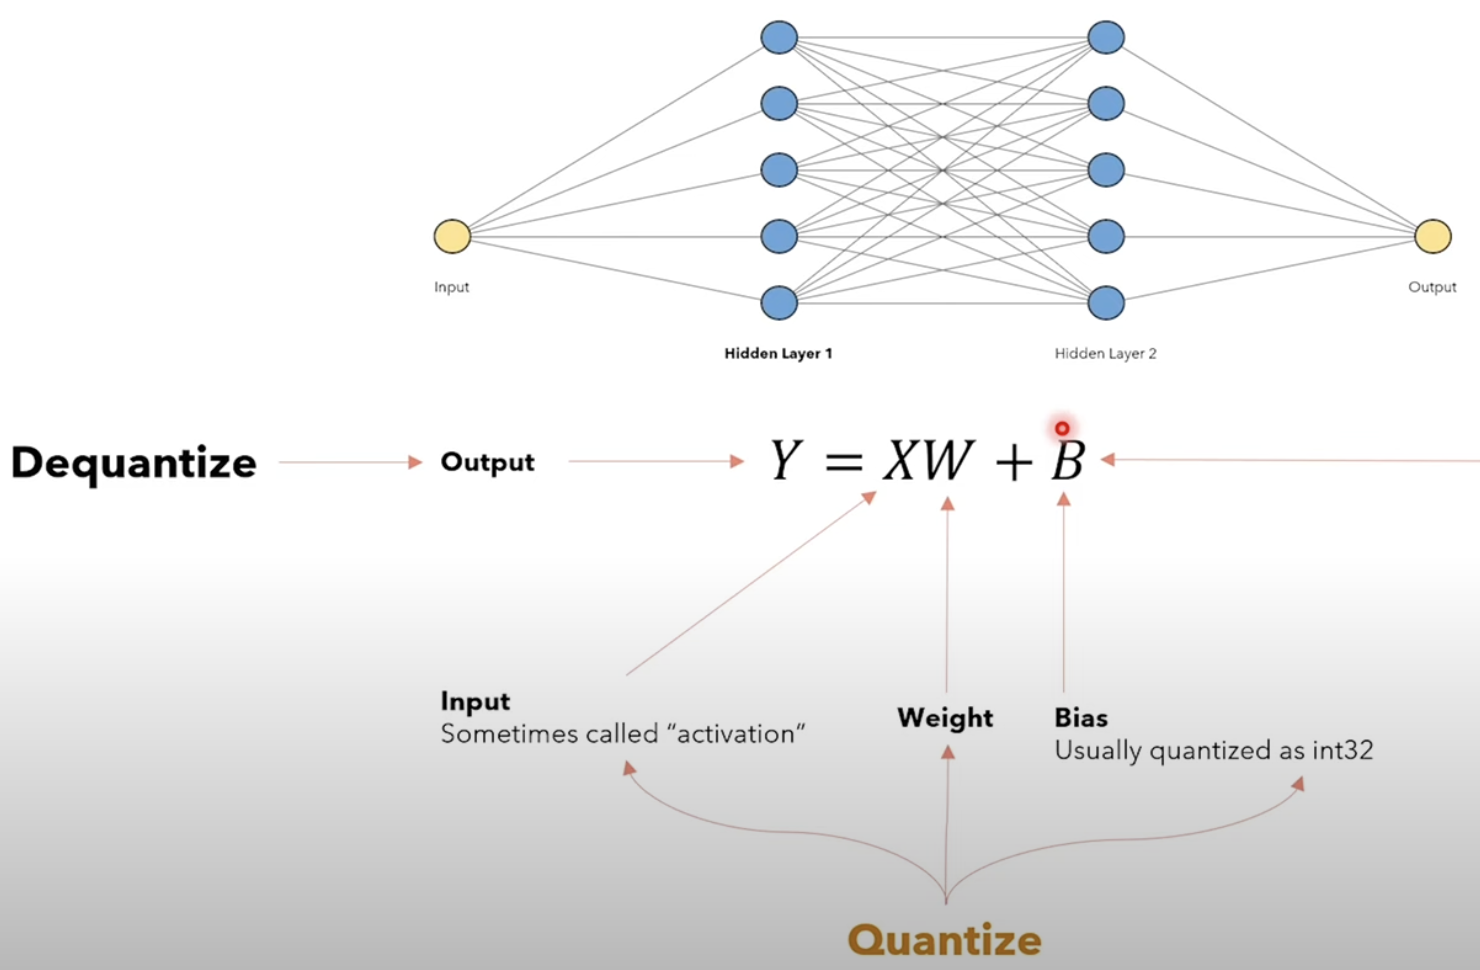 Input
Output
Hidden Layer 1
Hidden Layer 2
Dequantize
Output
Y = XW + B
Input
Sometimes called “activation”
Weight
Bias
Usually quantized as int32
Quantize